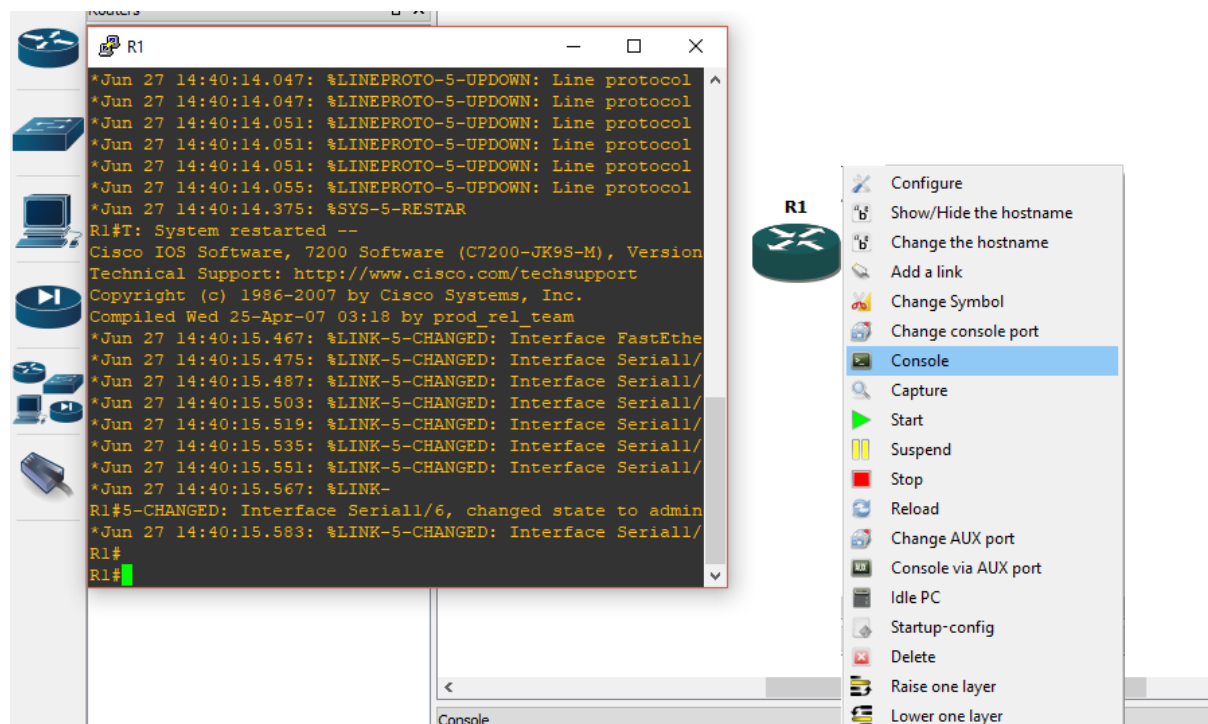 Routers
R1
*Jun 27 14:40:14.047: %LINEPROTO-5-UPDOWN: Line protocol
*Jun 27 14:40:14.047: %LINEPROTO-5-UPDOWN: Line protocol
*Jun 27 14:40:14.051: %LINEPROTO-5-UPDOWN: Line protocol
*Jun 27 14:40:14.051: %LINEPROTO-5-UPDOWN: Line protocol
*Jun 27 14:40:14.051: %LINEPROTO-5-UPDOWN: Line protocol
*Jun 27 14:40:14.055: %LINEPROTO-5-UPDOWN: Line protocol
*Jun 27 14:40:14.375: %SYS-5-RESTAR
R1#T: System restarted --
Cisco IOS Software, 7200 Software (C7200-JK9S-M), Version
Technical Support: http://www.cisco.com/techsupport
Copyright (c) 1986-2007 by Cisco Systems, Inc.
Compiled Wed 25-Apr-07 03:18 by prod_rel_team
*Jun 27 14:40:15.467: %LINK-5-CHANGED: Interface FastEthe
*Jun 27 14:40:15.475: %LINK-5-CHANGED: Interface Serial1/
*Jun 27 14:40:15.487: %LINK-5-CHANGED: Interface Serial1/
*Jun 27 14:40:15.503: %LINK-5-CHANGED: Interface Serial1/
*Jun 27 14:40:15.519: %LINK-5-CHANGED: Interface Serial1/
*Jun 27 14:40:15.535: %LINK-5-CHANGED: Interface Serial1/
*Jun 27 14:40:15.551: %LINK-5-CHANGED: Interface Serial1/
*Jun 27 14:40:15.567: %LINK-
R1#5-CHANGED: Interface Serial1/6, changed state to admin
*Jun 27 14:40:15.583: %LINK-5-CHANGED: Interface Serial1/
R1#
R1#
R1
Configure
Show/Hide the hostname
Change the hostname
Add a link
Change Symbol
Change console port
Console
Capture
Start
Suspend
Stop
Reload
Change AUX port
Console via AUX port
Idle PC
Startup-config
Delete
Raise one layer
Lower one layer
Console